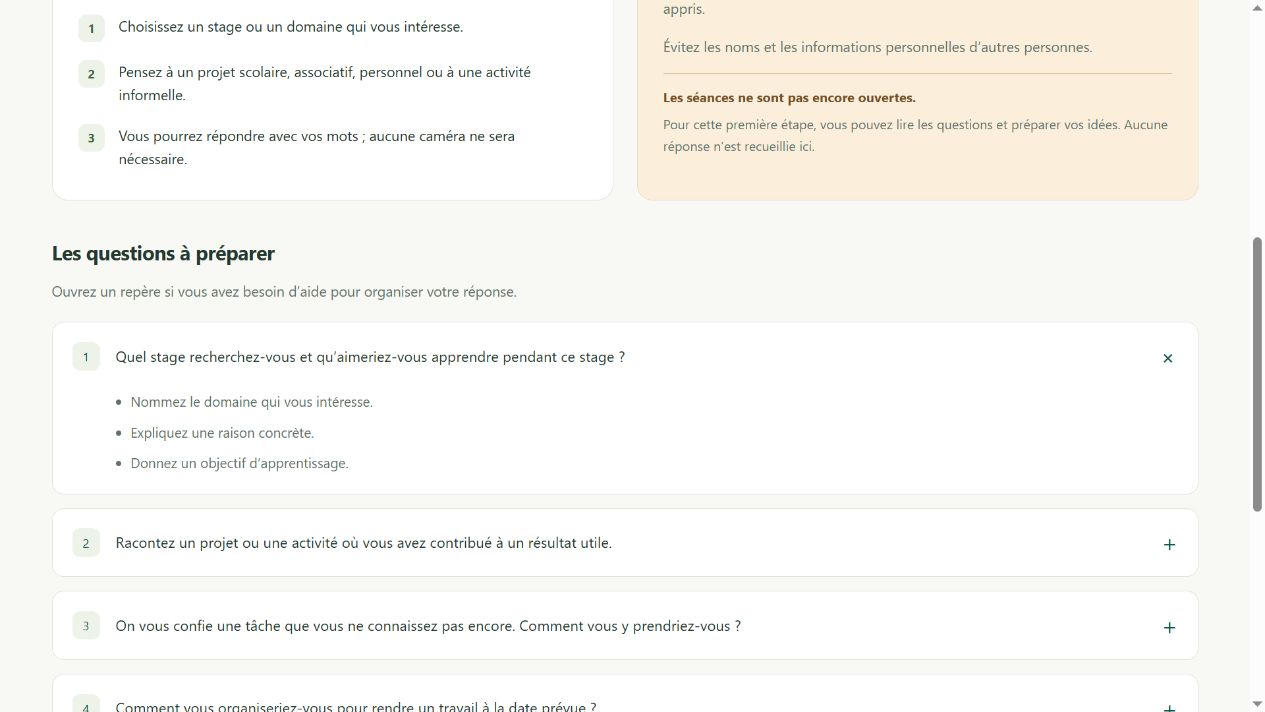 1
Choisissez un stage ou un domaine qui vous intéresse.
2
Pensez à un projet scolaire, associatif, personnel ou à une activité
informelle.
3
Vous pourrez répondre avec vos mots ; aucune caméra ne sera
nécessaire.
appris.
Évitez les noms et les informations personnelles d’autres personnes.
Les séances ne sont pas encore ouvertes.
Pour cette première étape, vous pouvez lire les questions et préparer vos idées. Aucune
réponse n’est recueillie ici.
Les questions à préparer
Ouvrez un repère si vous avez besoin d’aide pour organiser votre réponse.
1 Quel stage recherchez-vous et qu’aimeriez-vous apprendre pendant ce stage ? ×
• Nommez le domaine qui vous intéresse.
• Expliquez une raison concrète.
• Donnez un objectif d’apprentissage.
2 Racontez un projet ou une activité où vous avez contribué à un résultat utile. +
3 On vous confie une tâche que vous ne connaissez pas encore. Comment vous y prendriez-vous ? +
4 Comment vous organiseriez-vous pour rendre un travail à la date prévue ? +